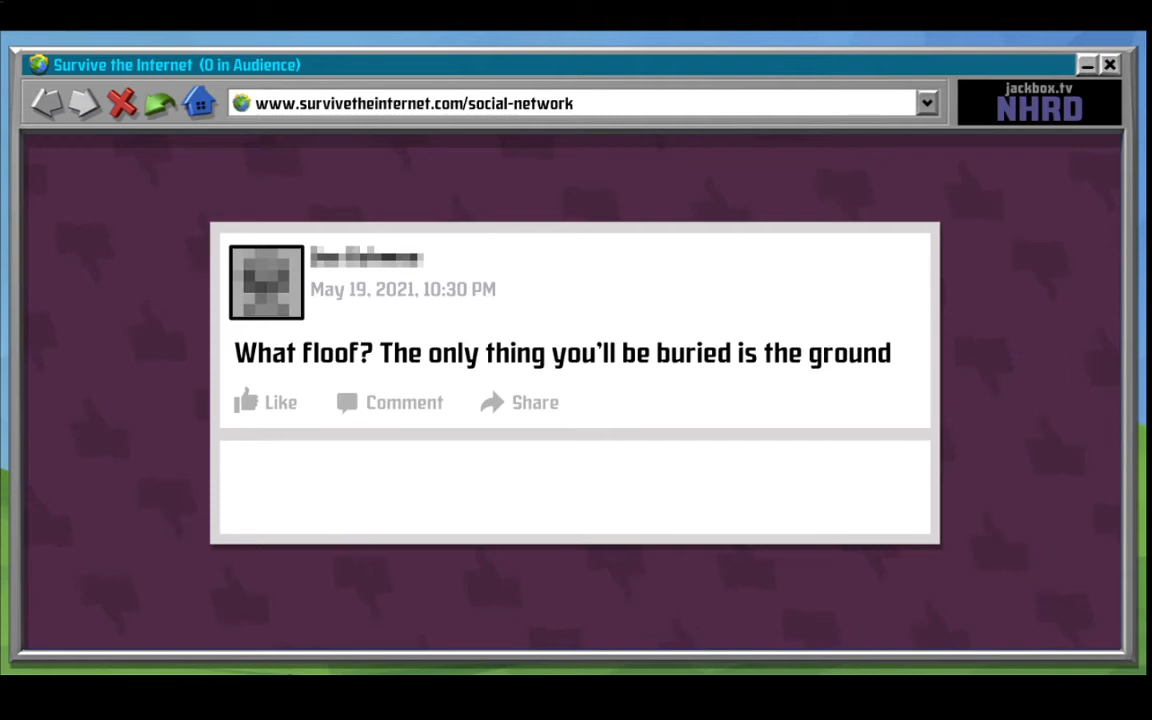 Survive the Internet (0 in Audience)
www.survivetheinternet.com/social-network
jackbox.tv
NHRD
May 19, 2021, 10:30 PM
What floof? The only thing you'll be buried is the ground
Like
Comment
Share